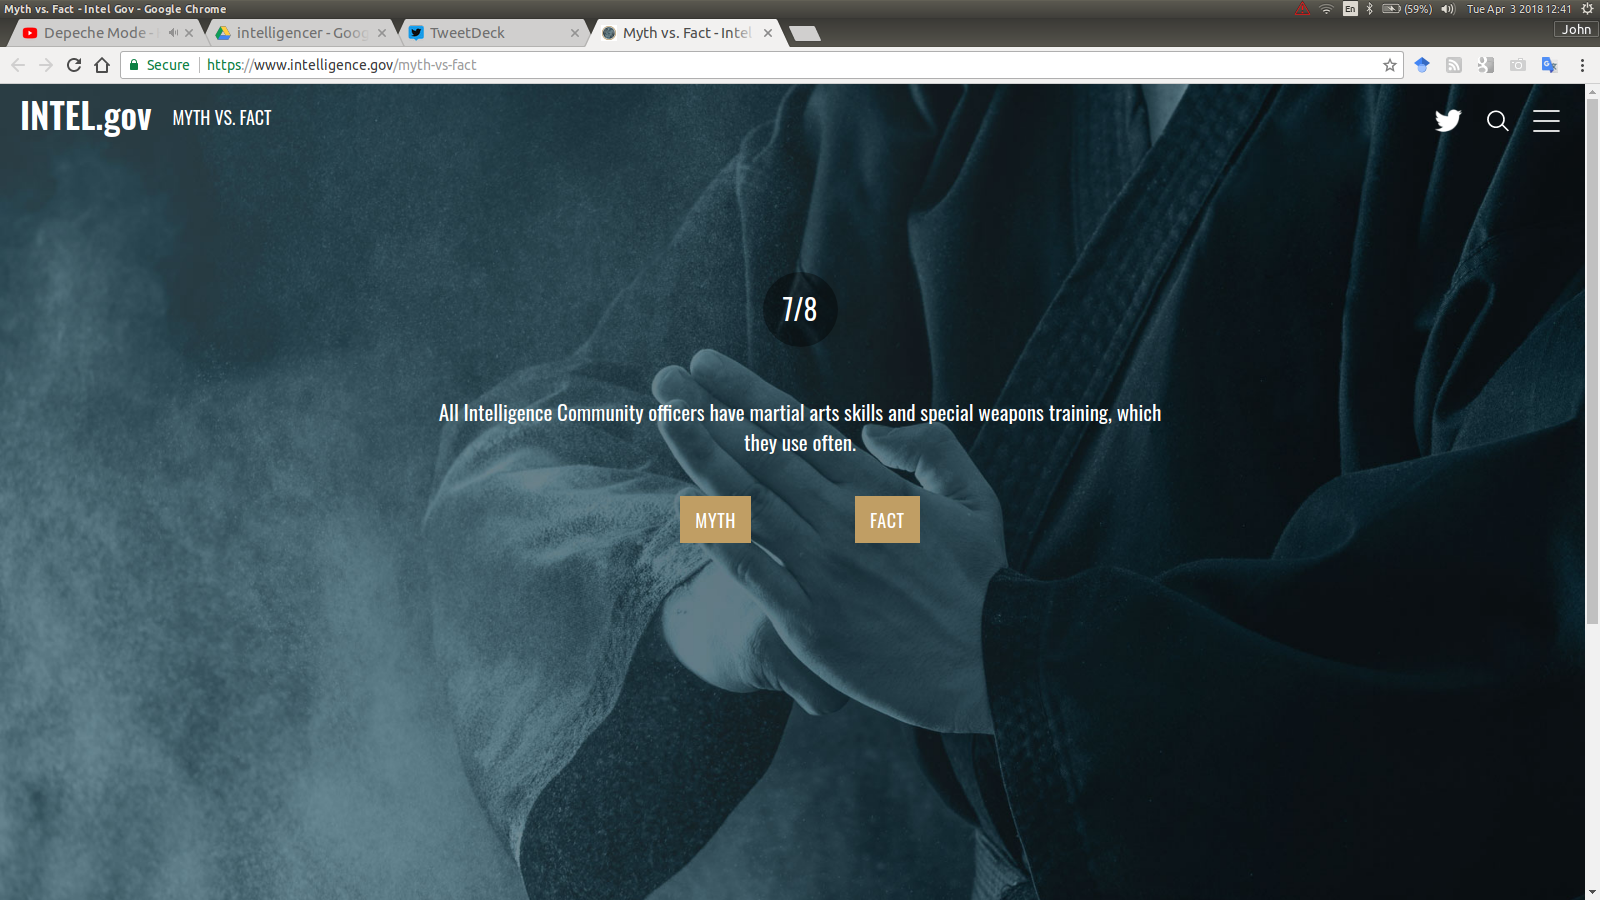 Myth vs. Fact - Intel Gov - Google Chrome
En
(59%)
Tue Apr 3 2018 12:41
Depeche Mode -
intelligencer - Goog
TweetDeck
Myth vs. Fact - Inte
John
Secure
https://www.intelligence.gov/myth-vs-fact
INTEL.gov
MYTH VS. FACT
7/8
All Intelligence Community officers have martial arts skills and special weapons training, which
they use often.
MYTH
FACT